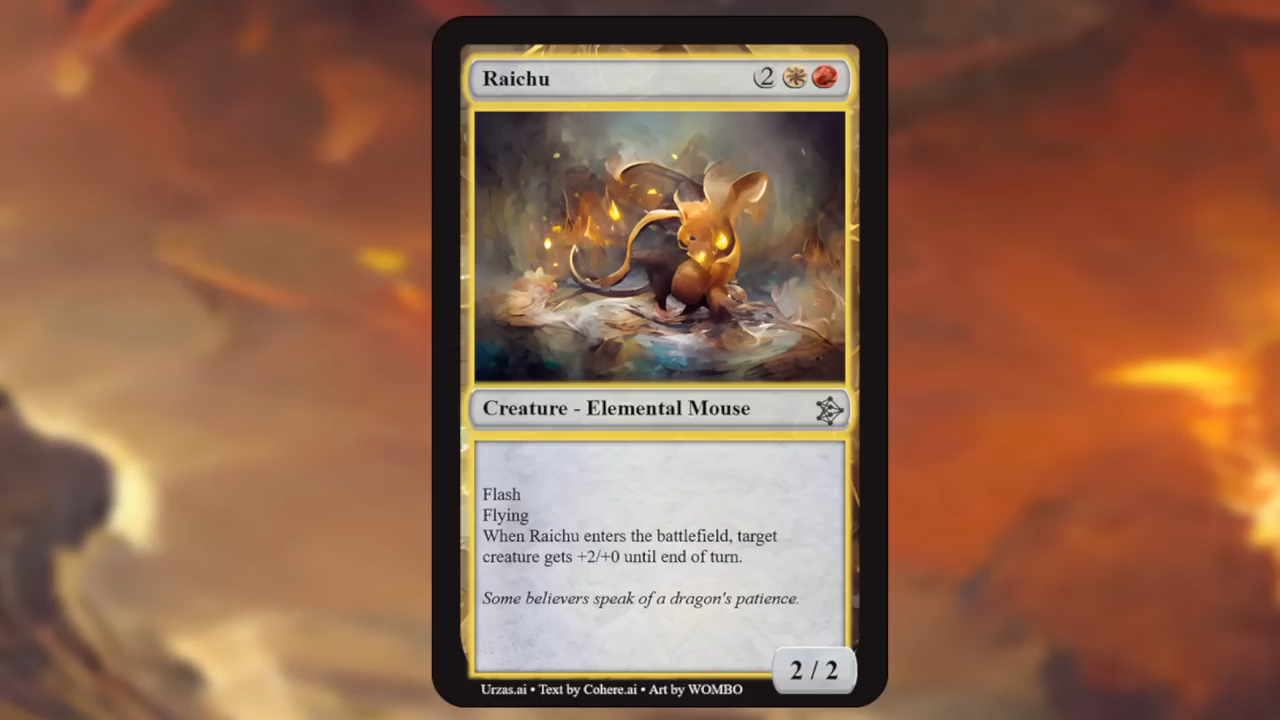 Raichu 2
Creature - Elemental Mouse
Flash
Flying
When Raichu enters the battlefield, target
creature gets +2/+0 until end of turn.
Some believers speak of a dragon's patience.
2 / 2
Urzas.ai • Text by Cohere.ai • Art by WOMBO